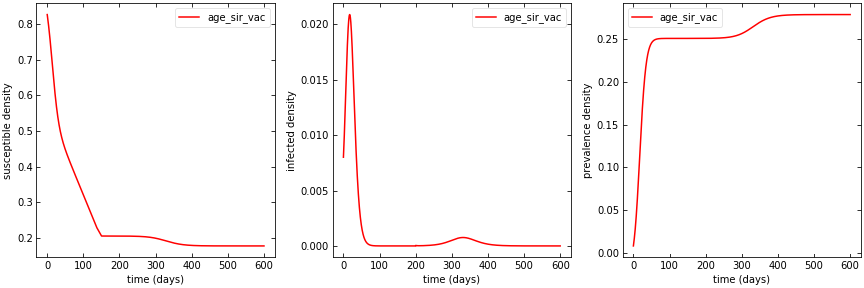 susceptible density
0.8
0.7
0.6
0.5
0.4
0.3
0.2
0 100 200 300 400 500 600
time (days)
age_sir_vac
infected density
0.020
0.015
0.010
0.005
0.000
0 100 200 300 400 500 600
time (days)
age_sir_vac
prevalence density
0.25
0.20
0.15
0.10
0.05
0.00
0 100 200 300 400 500 600
time (days)
age_sir_vac